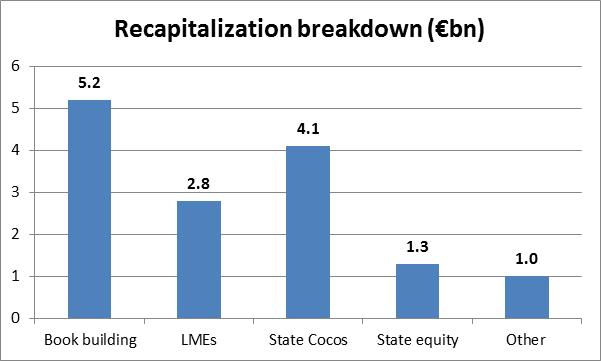 Recapitalization breakdown (€bn)
6
5
4
3
2
1
0
5.2
2.8
4.1
1.3
1.0
Book building
LMEs
State Cocos
State equity
Other